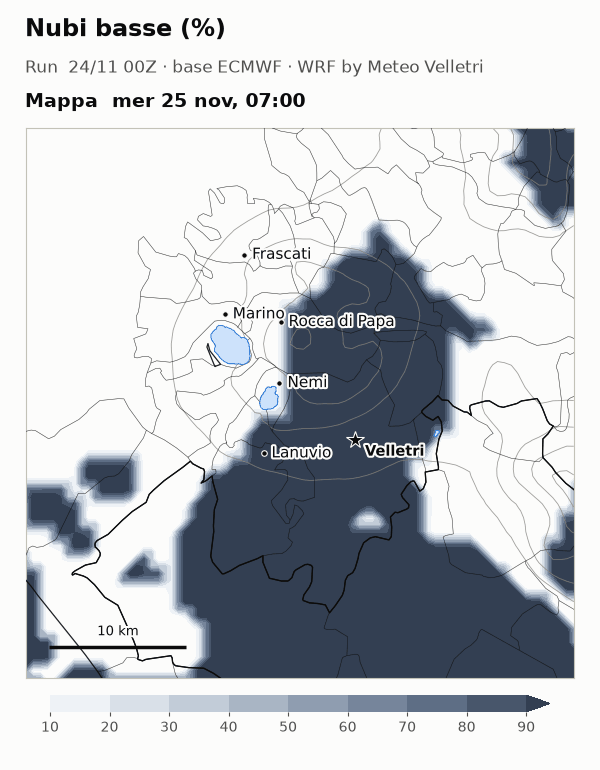 Nubi basse (%)
Run  24/11 00Z · base ECMWF · WRF by Meteo Velletri
Mappa  mer 25 nov, 07:00
Frascati
Marino
Rocca di Papa
Nemi
Velletri
Lanuvio
10 km
10 20 30 40 50 60 70 80 90